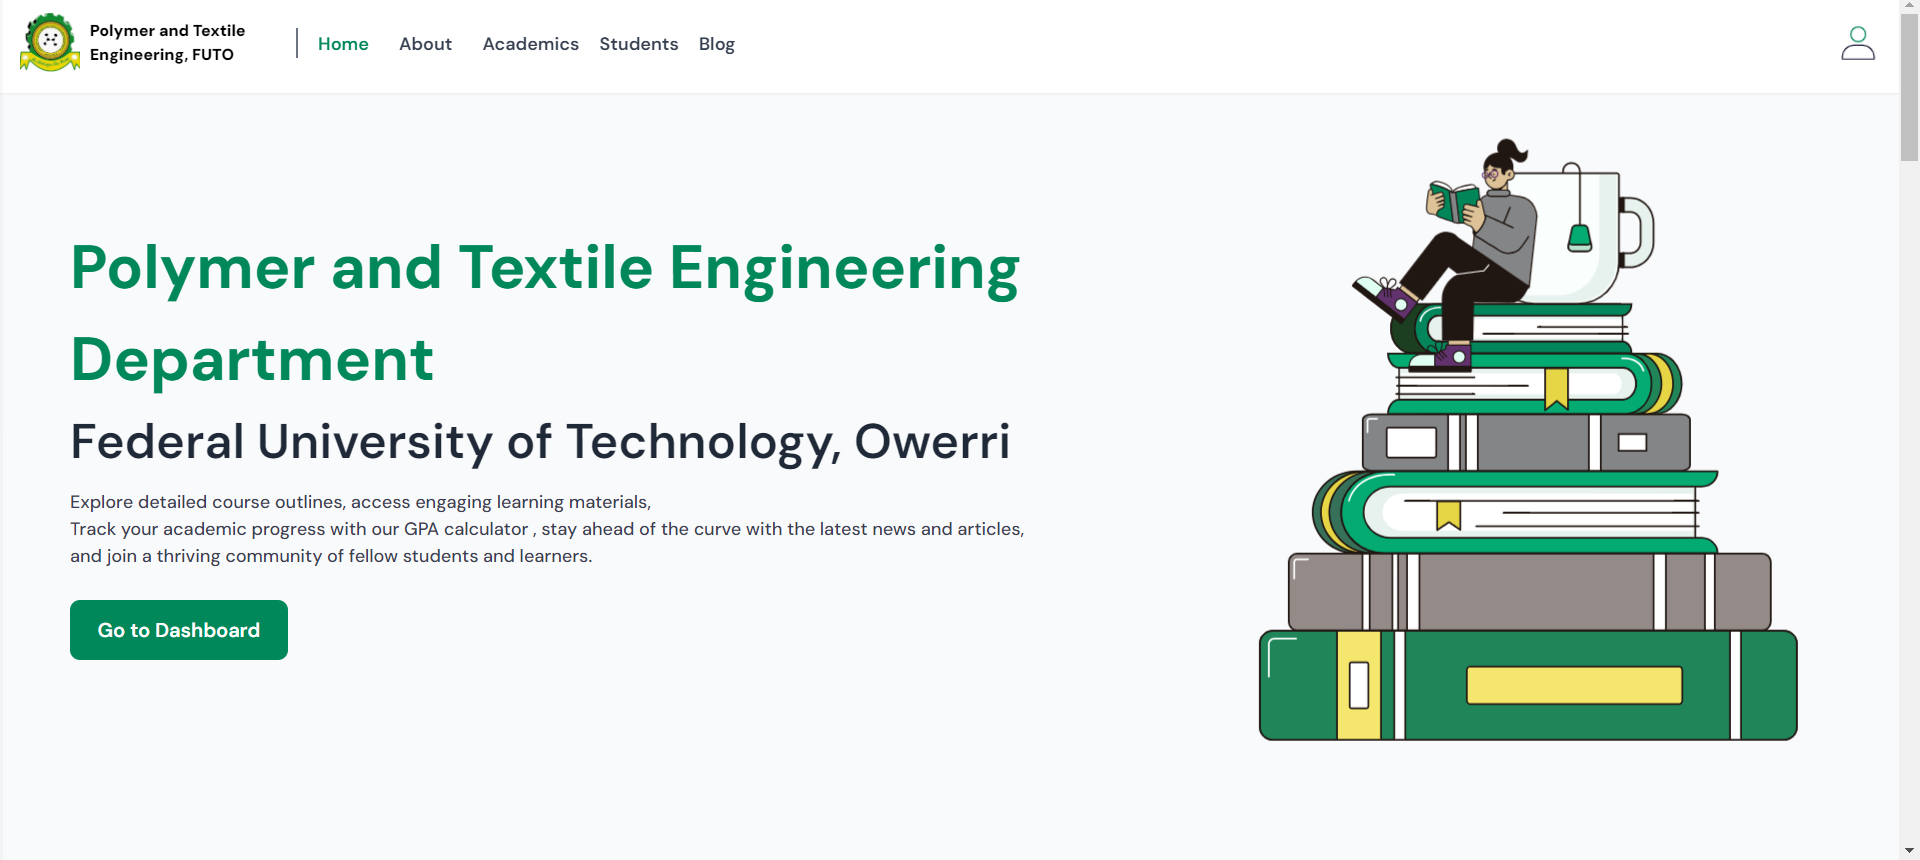 Polymer and Textile
Engineering, FUTO
Home
About
Academics
Students
Blog
Polymer and Textile Engineering
Department
Federal University of Technology, Owerri
Explore detailed course outlines, access engaging learning materials,
Track your academic progress with our GPA calculator , stay ahead of the curve with the latest news and articles,
and join a thriving community of fellow students and learners.
Go to Dashboard